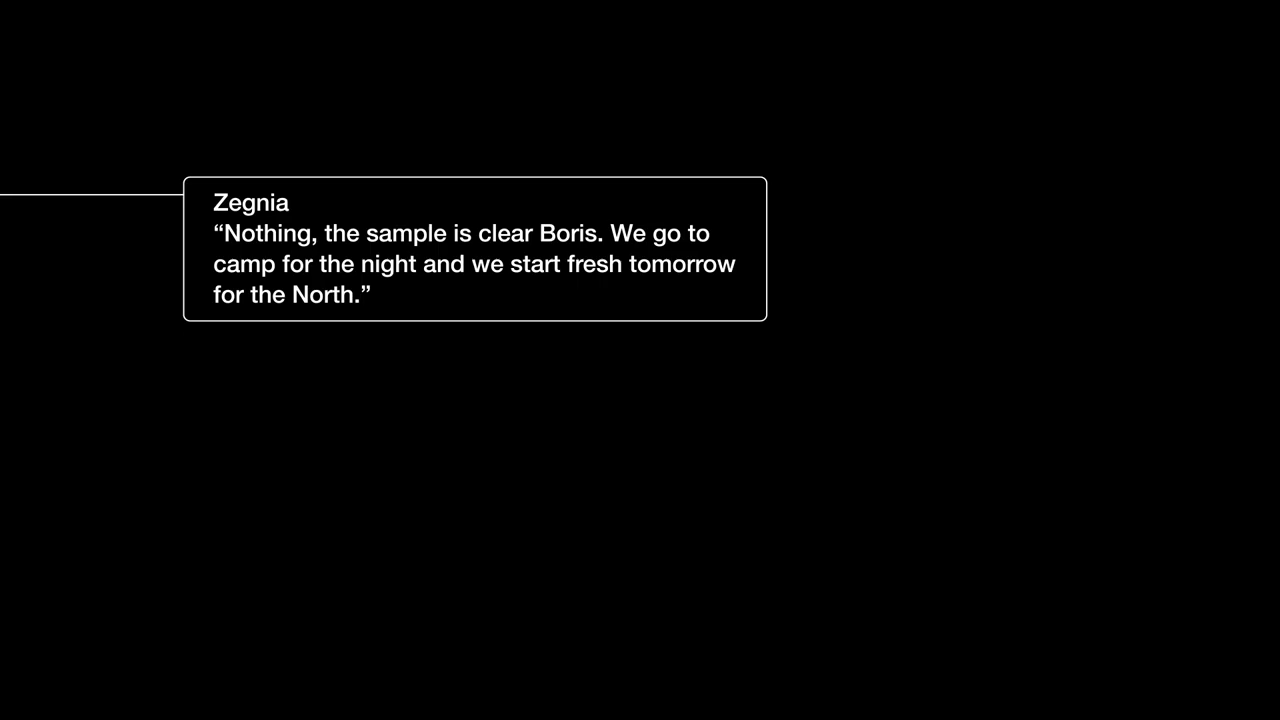 Zegnia
“Nothing, the sample is clear Boris. We go to
camp for the night and we start fresh tomorrow
for the North.”